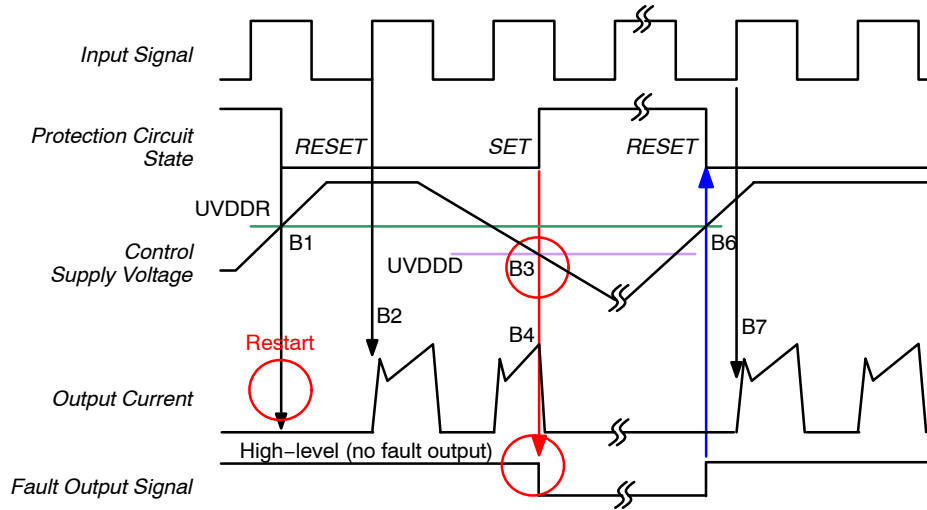 Input Signal
Protection Circuit
State
RESET
SET
RESET
UVDDR
B1
B6
Control
Supply Voltage
UVDDD
B3
B2
B4
B7
Restart
Output Current
High−level (no fault output)
Fault Output Signal